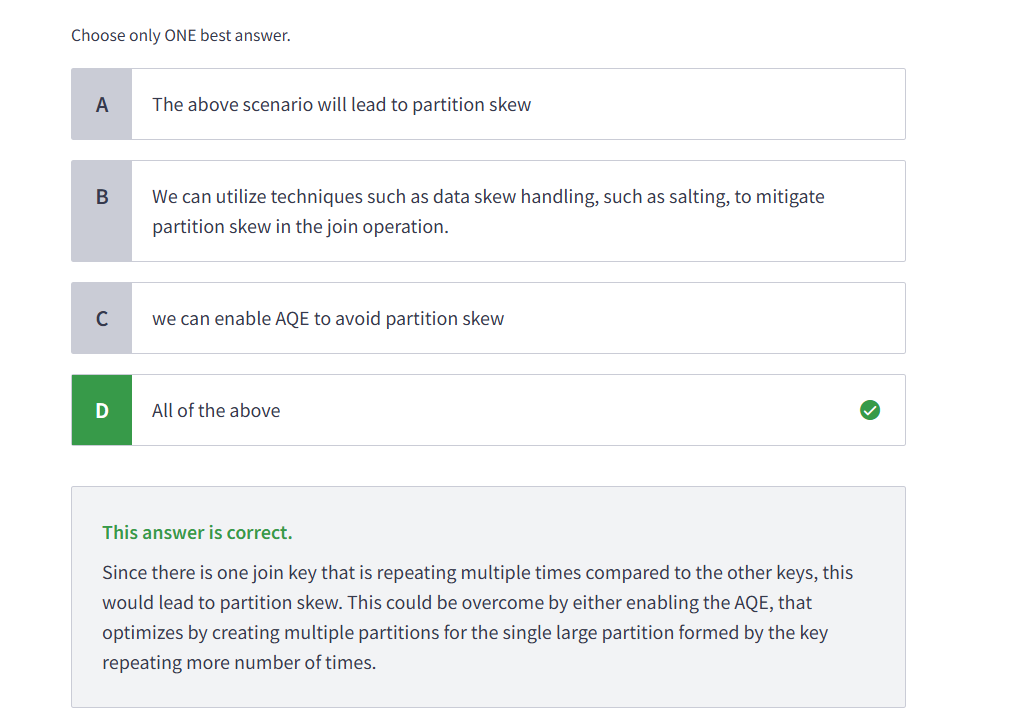 Choose only ONE best answer.
A
The above scenario will lead to partition skew
B
We can utilize techniques such as data skew handling, such as salting, to mitigate
partition skew in the join operation.
C
we can enable AQE to avoid partition skew
D
All of the above
This answer is correct.
Since there is one join key that is repeating multiple times compared to the other keys, this
would lead to partition skew. This could be overcome by either enabling the AQE, that
optimizes by creating multiple partitions for the single large partition formed by the key
repeating more number of times.